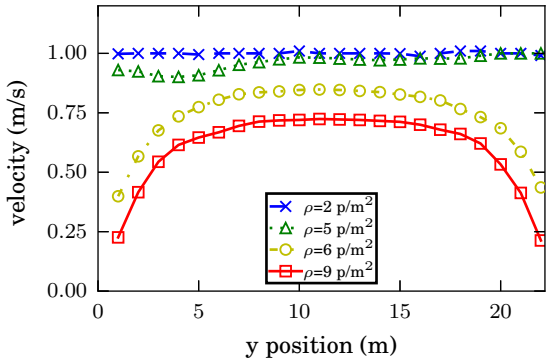 velocity (m/s)
1.00
0.75
0.50
0.25
0.00
ρ=2 p/m²
ρ=5 p/m²
ρ=6 p/m²
ρ=9 p/m²
0 5 10 15 20
y position (m)